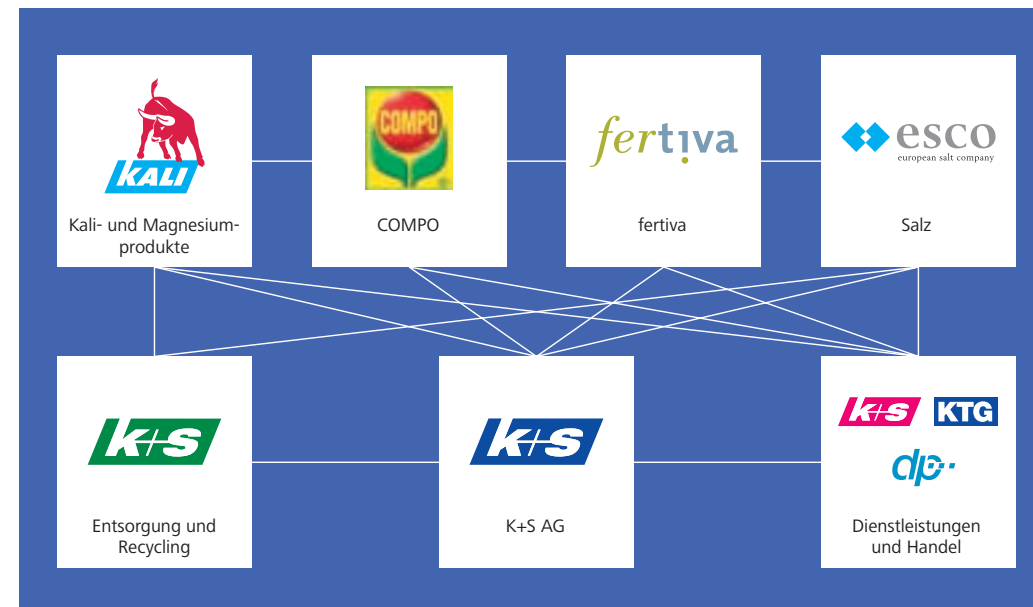 KALI
Kali- und Magnesium-
produkte
COMPO
COMPO
fertiva
fertiva
esco
european salt company
Salz
K+S
Entsorgung und
Recycling
K+S
K+S AG
K+S KTG
dp
Dienstleistungen
und Handel